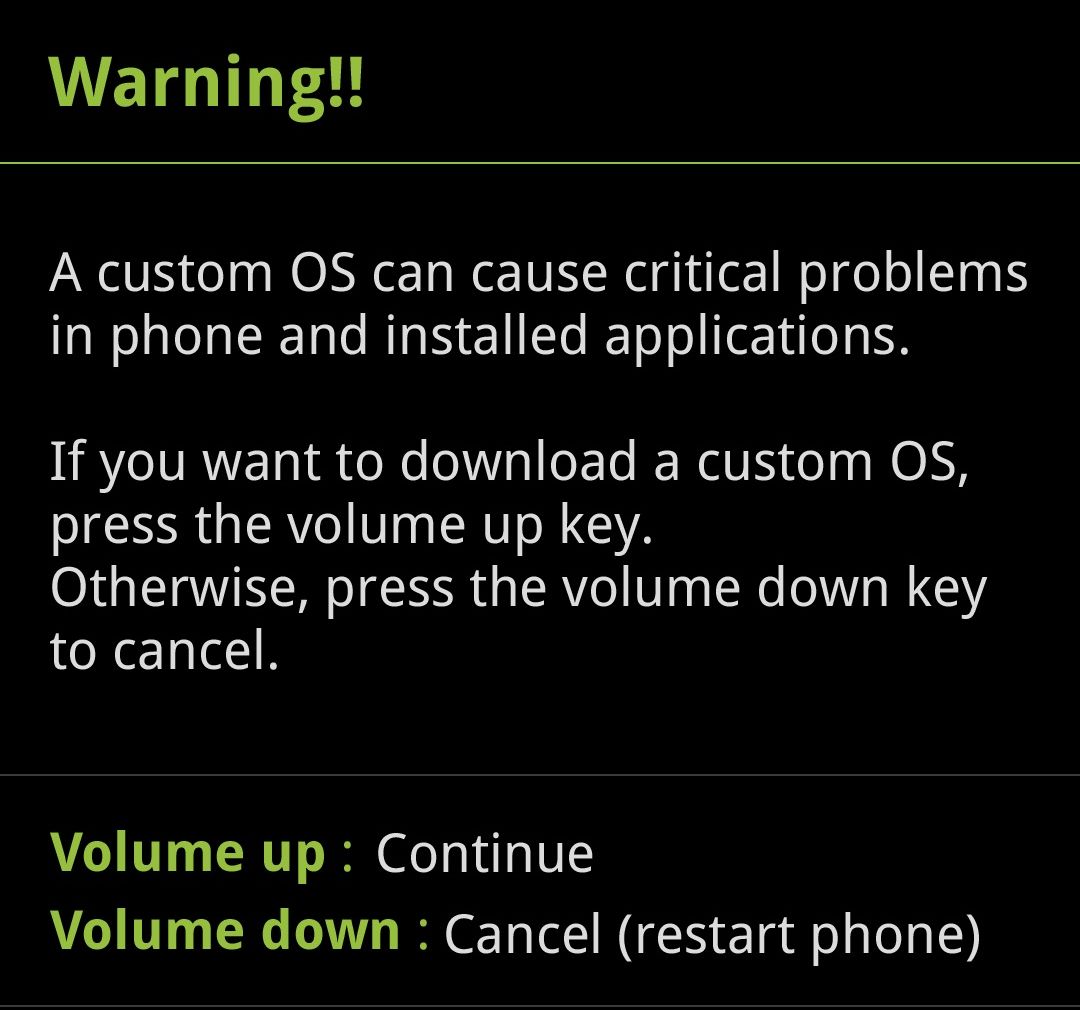 Warning!!
A custom OS can cause critical problems
in phone and installed applications.
If you want to download a custom OS,
press the volume up key.
Otherwise, press the volume down key
to cancel.
Volume up : Continue
Volume down : Cancel (restart phone)